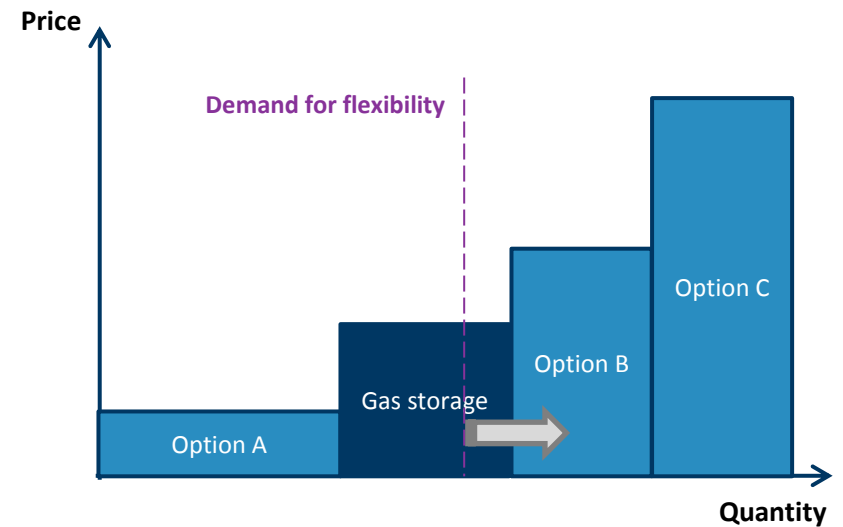 Price
Demand for flexibility
Option C
Option B
Gas storage
Option A
Quantity